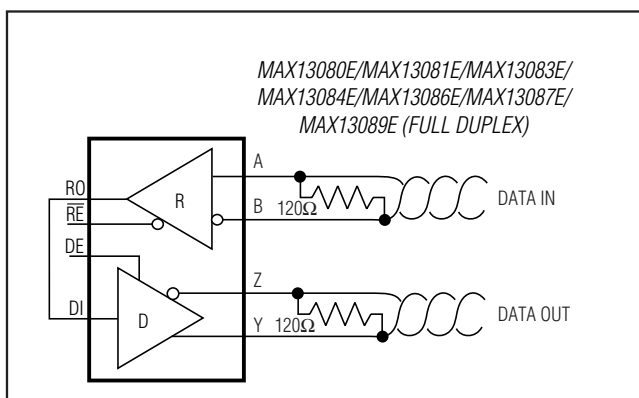 MAX13080E/MAX13081E/MAX13083E/
MAX13084E/MAX13086E/MAX13087E/
MAX13089E (FULL DUPLEX)
A
RO
R
RE
B
120Ω
DATA IN
DE
Z
DI
D
Y
120Ω
DATA OUT